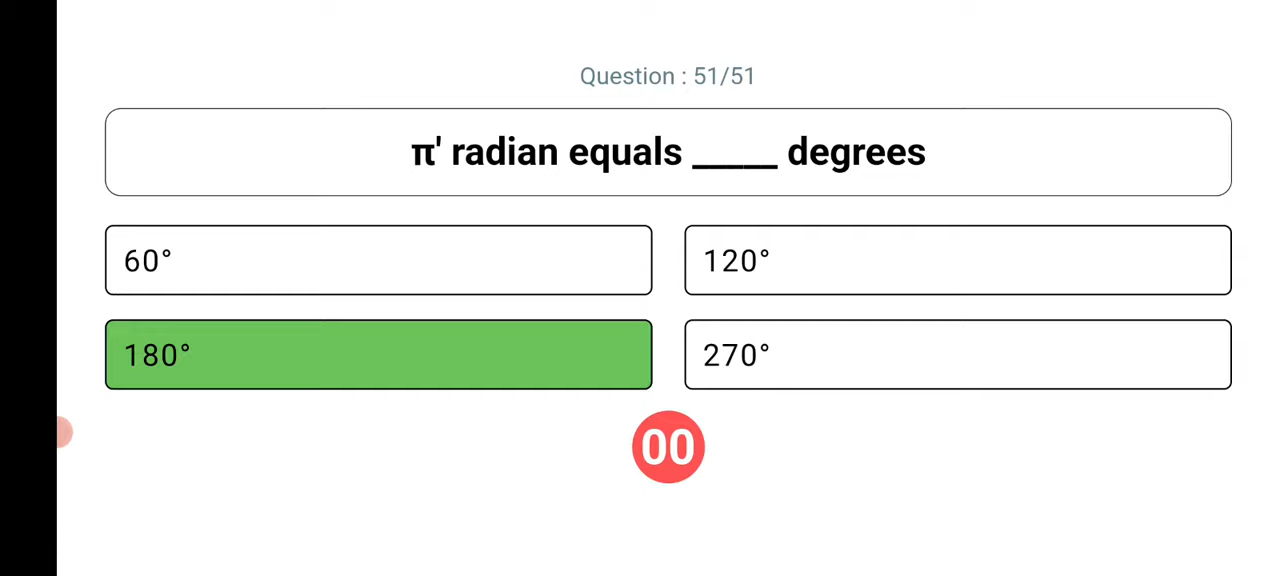 Question : 51/51
π' radian equals _____ degrees
60°
120°
180°
270°
00